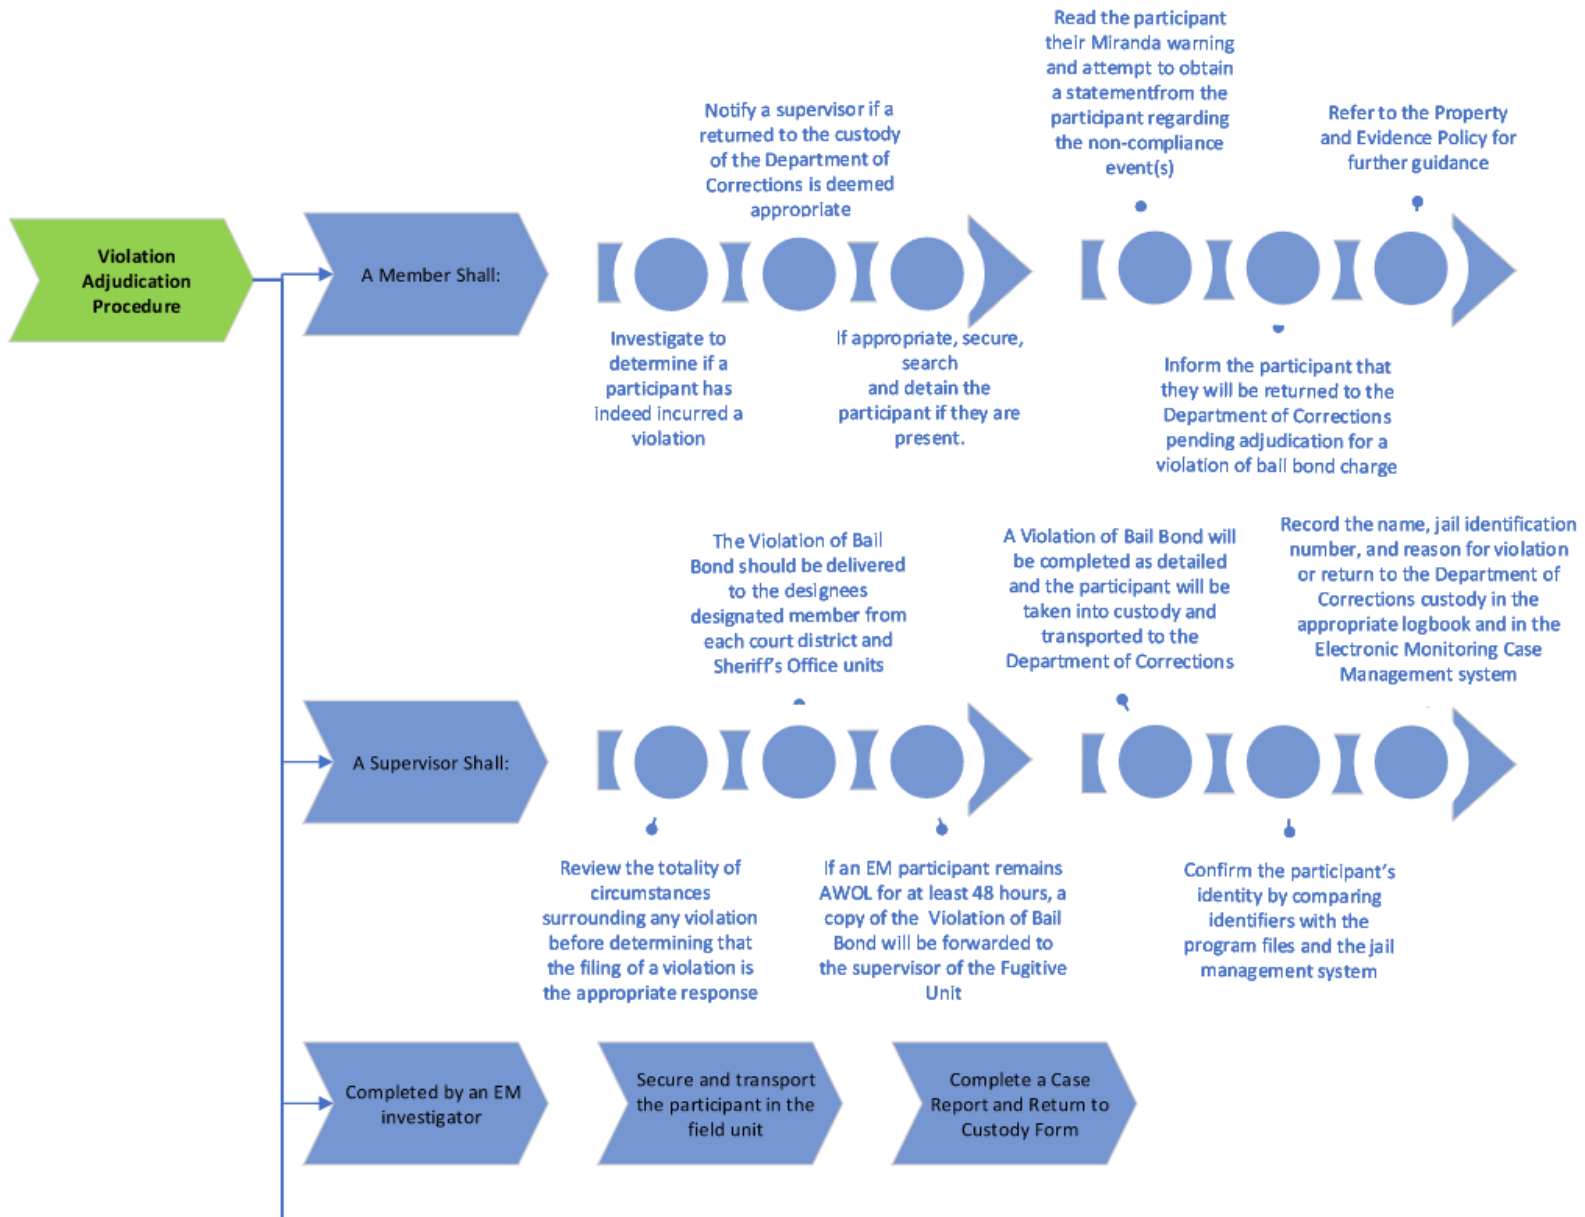 Violation
Adjudication
Procedure
A Member Shall:
Investigate to
determine if a
participant has
indeed incurred a
violation
Notify a supervisor if a
returned to the custody
of the Department of
Corrections is deemed
appropriate
If appropriate, secure,
search
and detain the
participant if they are
present.
Read the participant
their Miranda warning
and attempt to obtain
a statementfrom the
participant regarding
the non-compliance
event(s)
Inform the participant that
they will be returned to the
Department of Corrections
pending adjudication for a
violation of bail bond charge
Refer to the Property
and Evidence Policy for
further guidance
A Supervisor Shall:
Review the totality of
circumstances
surrounding any violation
before determining that
the filing of a violation is
the appropriate response
The Violation of Bail
Bond should be delivered
to the designees
designated member from
each court district and
Sheriff's Office units
If an EM participant remains
AWOL for at least 48 hours, a
copy of the Violation of Bail
Bond will be forwarded to
the supervisor of the Fugitive
Unit
A Violation of Bail Bond will
be completed as detailed
and the participant will be
taken into custody and
transported to the
Department of Corrections
Confirm the participant's
identity by comparing
identifiers with the
program files and the jail
management system
Record the name, jail identification
number, and reason for violation
or return to the Department of
Corrections custody in the
appropriate logbook and in the
Electronic Monitoring Case
Management system
Completed by an EM
investigator
Secure and transport
the participant in the
field unit
Complete a Case
Report and Return to
Custody Form